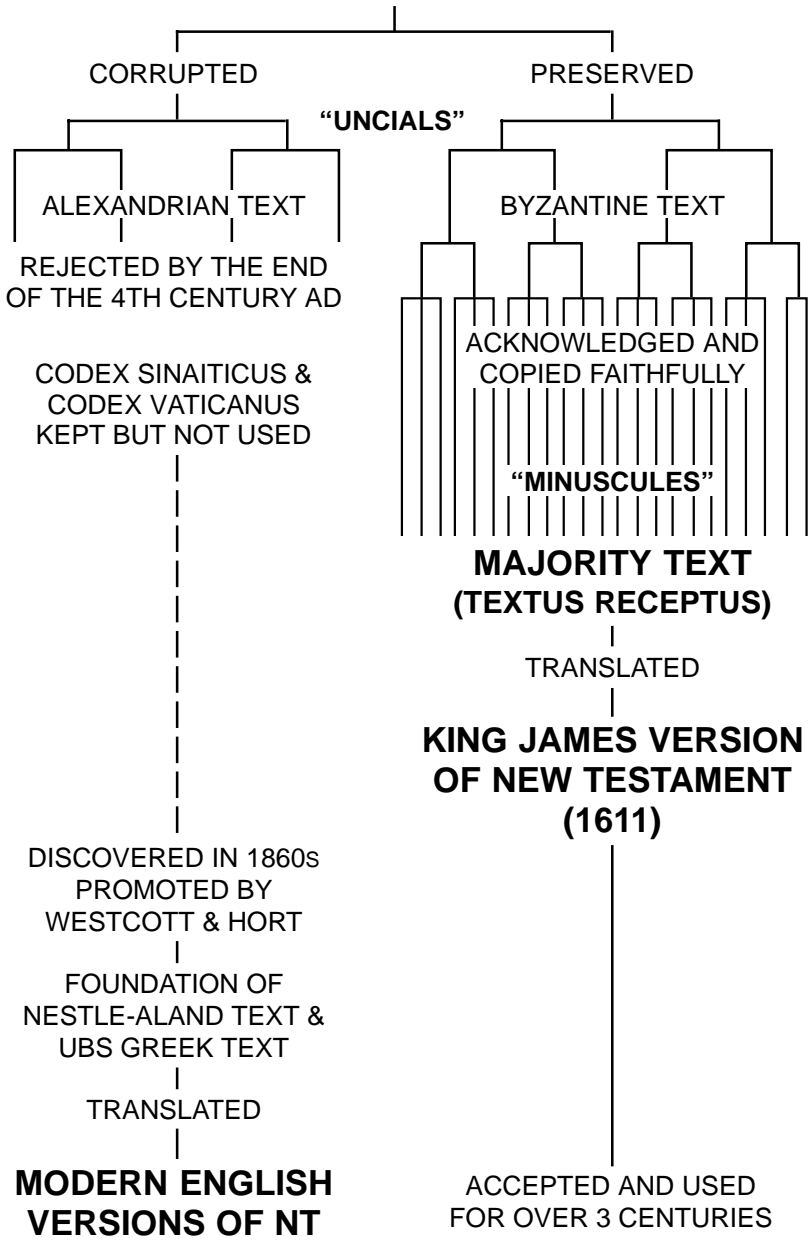 CORRUPTED
PRESERVED
“UNCIALS”
ALEXANDRIAN TEXT
BYZANTINE TEXT
REJECTED BY THE END
OF THE 4TH CENTURY AD
ACKNOWLEDGED AND
COPIED FAITHFULLY
CODEX SINAITICUS &
CODEX VATICANUS
KEPT BUT NOT USED
“MINUSCULES”
MAJORITY TEXT
(TEXTUS RECEPTUS)
TRANSLATED
KING JAMES VERSION
OF NEW TESTAMENT
(1611)
DISCOVERED IN 1860S
PROMOTED BY
WESTCOTT & HORT
FOUNDATION OF
NESTLE-ALAND TEXT &
UBS GREEK TEXT
TRANSLATED
MODERN ENGLISH
VERSIONS OF NT
ACCEPTED AND USED
FOR OVER 3 CENTURIES